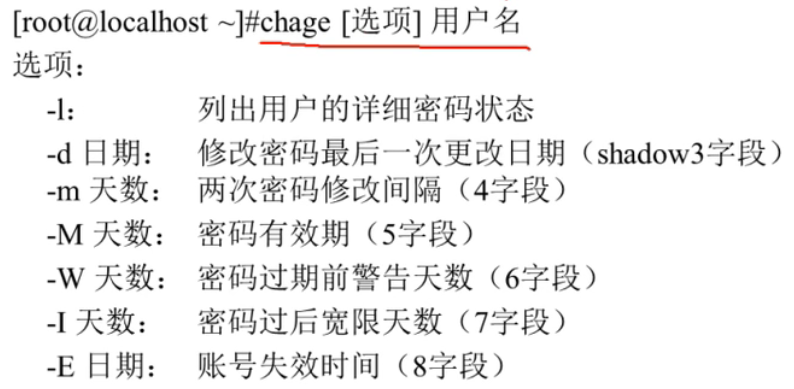 [root@localhost ~]#chage [选项] 用户名
选项：
-l： 列出用户的详细密码状态
-d 日期： 修改密码最后一次更改日期（shadow3字段）
-m 天数： 两次密码修改间隔（4字段）
-M 天数： 密码有效期（5字段）
-W 天数： 密码过期前警告天数（6字段）
-I 天数： 密码过后宽限天数（7字段）
-E 日期： 账号失效时间（8字段）